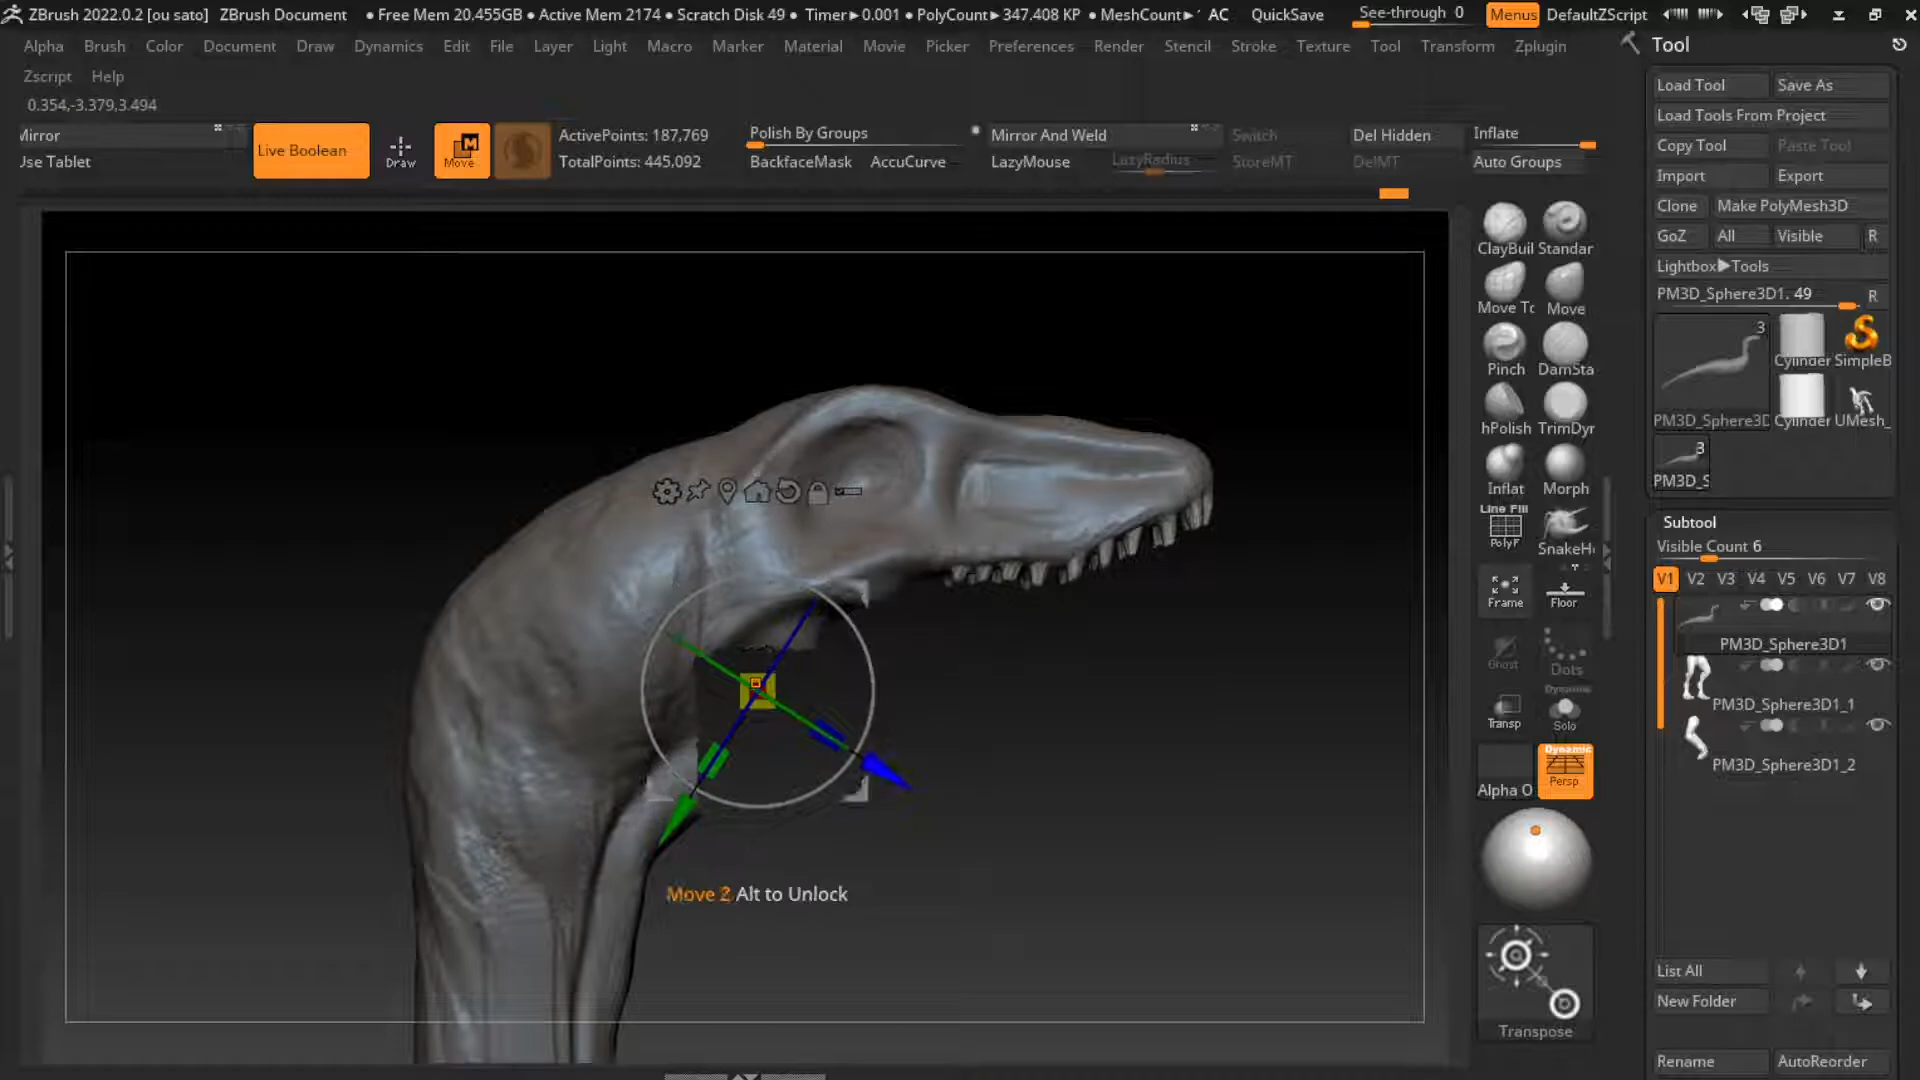 ZBrush 2022.0.2 [ou sato] ZBrush Document • Free Mem 20.455GB • Active Mem 2174 • Scratch Disk 49 • Timer▶0.001 • PolyCount▶347.408 KP • MeshCount▶ AC QuickSave See-through 0 Menus DefaultZScript
Alpha Brush Color Document Draw Dynamics Edit File Layer Light Macro Marker Material Movie Picker Preferences Render Stencil Stroke Texture Tool Transform Zplugin
Zscript Help
0.354,-3.379,3.494
Mirror
Use Tablet
Live Boolean
Draw
Move
ActivePoints: 187,769
TotalPoints: 445,092
Polish By Groups
BackfaceMask AccuCurve
Mirror And Weld
LazyMouse LazyRadius
Switch
StoreMT
Del Hidden
DelMT
Inflate
Auto Groups
Move 2 Alt to Unlock
ClayBuil Standar
Move To Move
Pinch DamSta
hPolish TrimDyr
Inflat Morph
Line Fill
PolyF SnakeH
Frame Floor
Ghost Dots
Transp
Dynamic
Solo
Alpha O
Dynamic
Persp
Transpose
Tool
Load Tool Save As
Load Tools From Project
Copy Tool Paste Tool
Import Export
Clone Make PolyMesh3D
GoZ All Visible R
Lightbox▶Tools
PM3D_Sphere3D1. 49 R
3
Cylinder SimpleB
PM3D_Sphere3D Cylinder UMesh_
3
PM3D_S
Subtool
Visible Count 6
V1 V2 V3 V4 V5 V6 V7 V8
PM3D_Sphere3D1
PM3D_Sphere3D1_1
PM3D_Sphere3D1_2
List All
New Folder
Rename AutoReorder